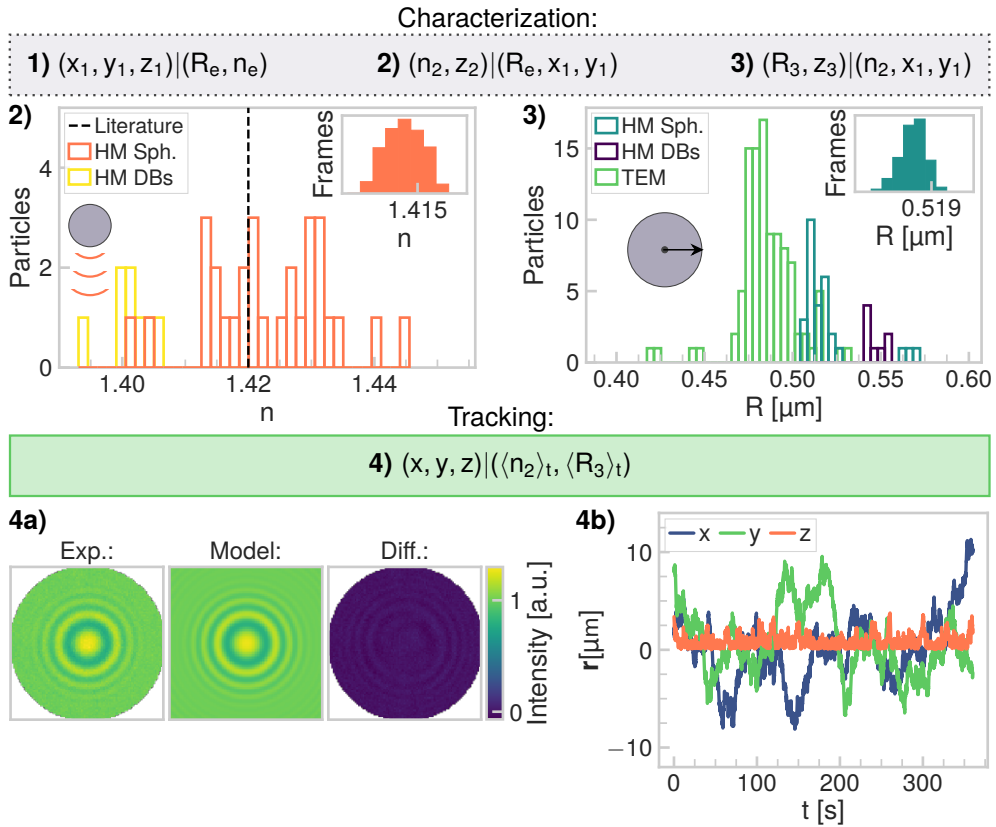 Characterization:
1) (x₁, y₁, z₁)|(Rₑ, nₑ)
2) (n₂, z₂)|(Rₑ, x₁, y₁)
3) (R₃, z₃)|(n₂, x₁, y₁)
2)
Literature
HM Sph.
HM DBs
Particles
4
2
0
1.40
1.42
1.44
n
Frames
1.415
n
3)
HM Sph.
HM DBs
TEM
Particles
15
10
5
0
0.40
0.45
0.50
0.55
0.60
R [µm]
Frames
0.519
R [µm]
Tracking:
4) (x, y, z)|(⟨n₂⟩ₜ, ⟨R₃⟩ₜ)
4a)
Exp.:
Model:
Diff.:
1
0
Intensity [a.u.]
4b)
x
y
z
r[µm]
10
0
−10
0
100
200
300
t [s]